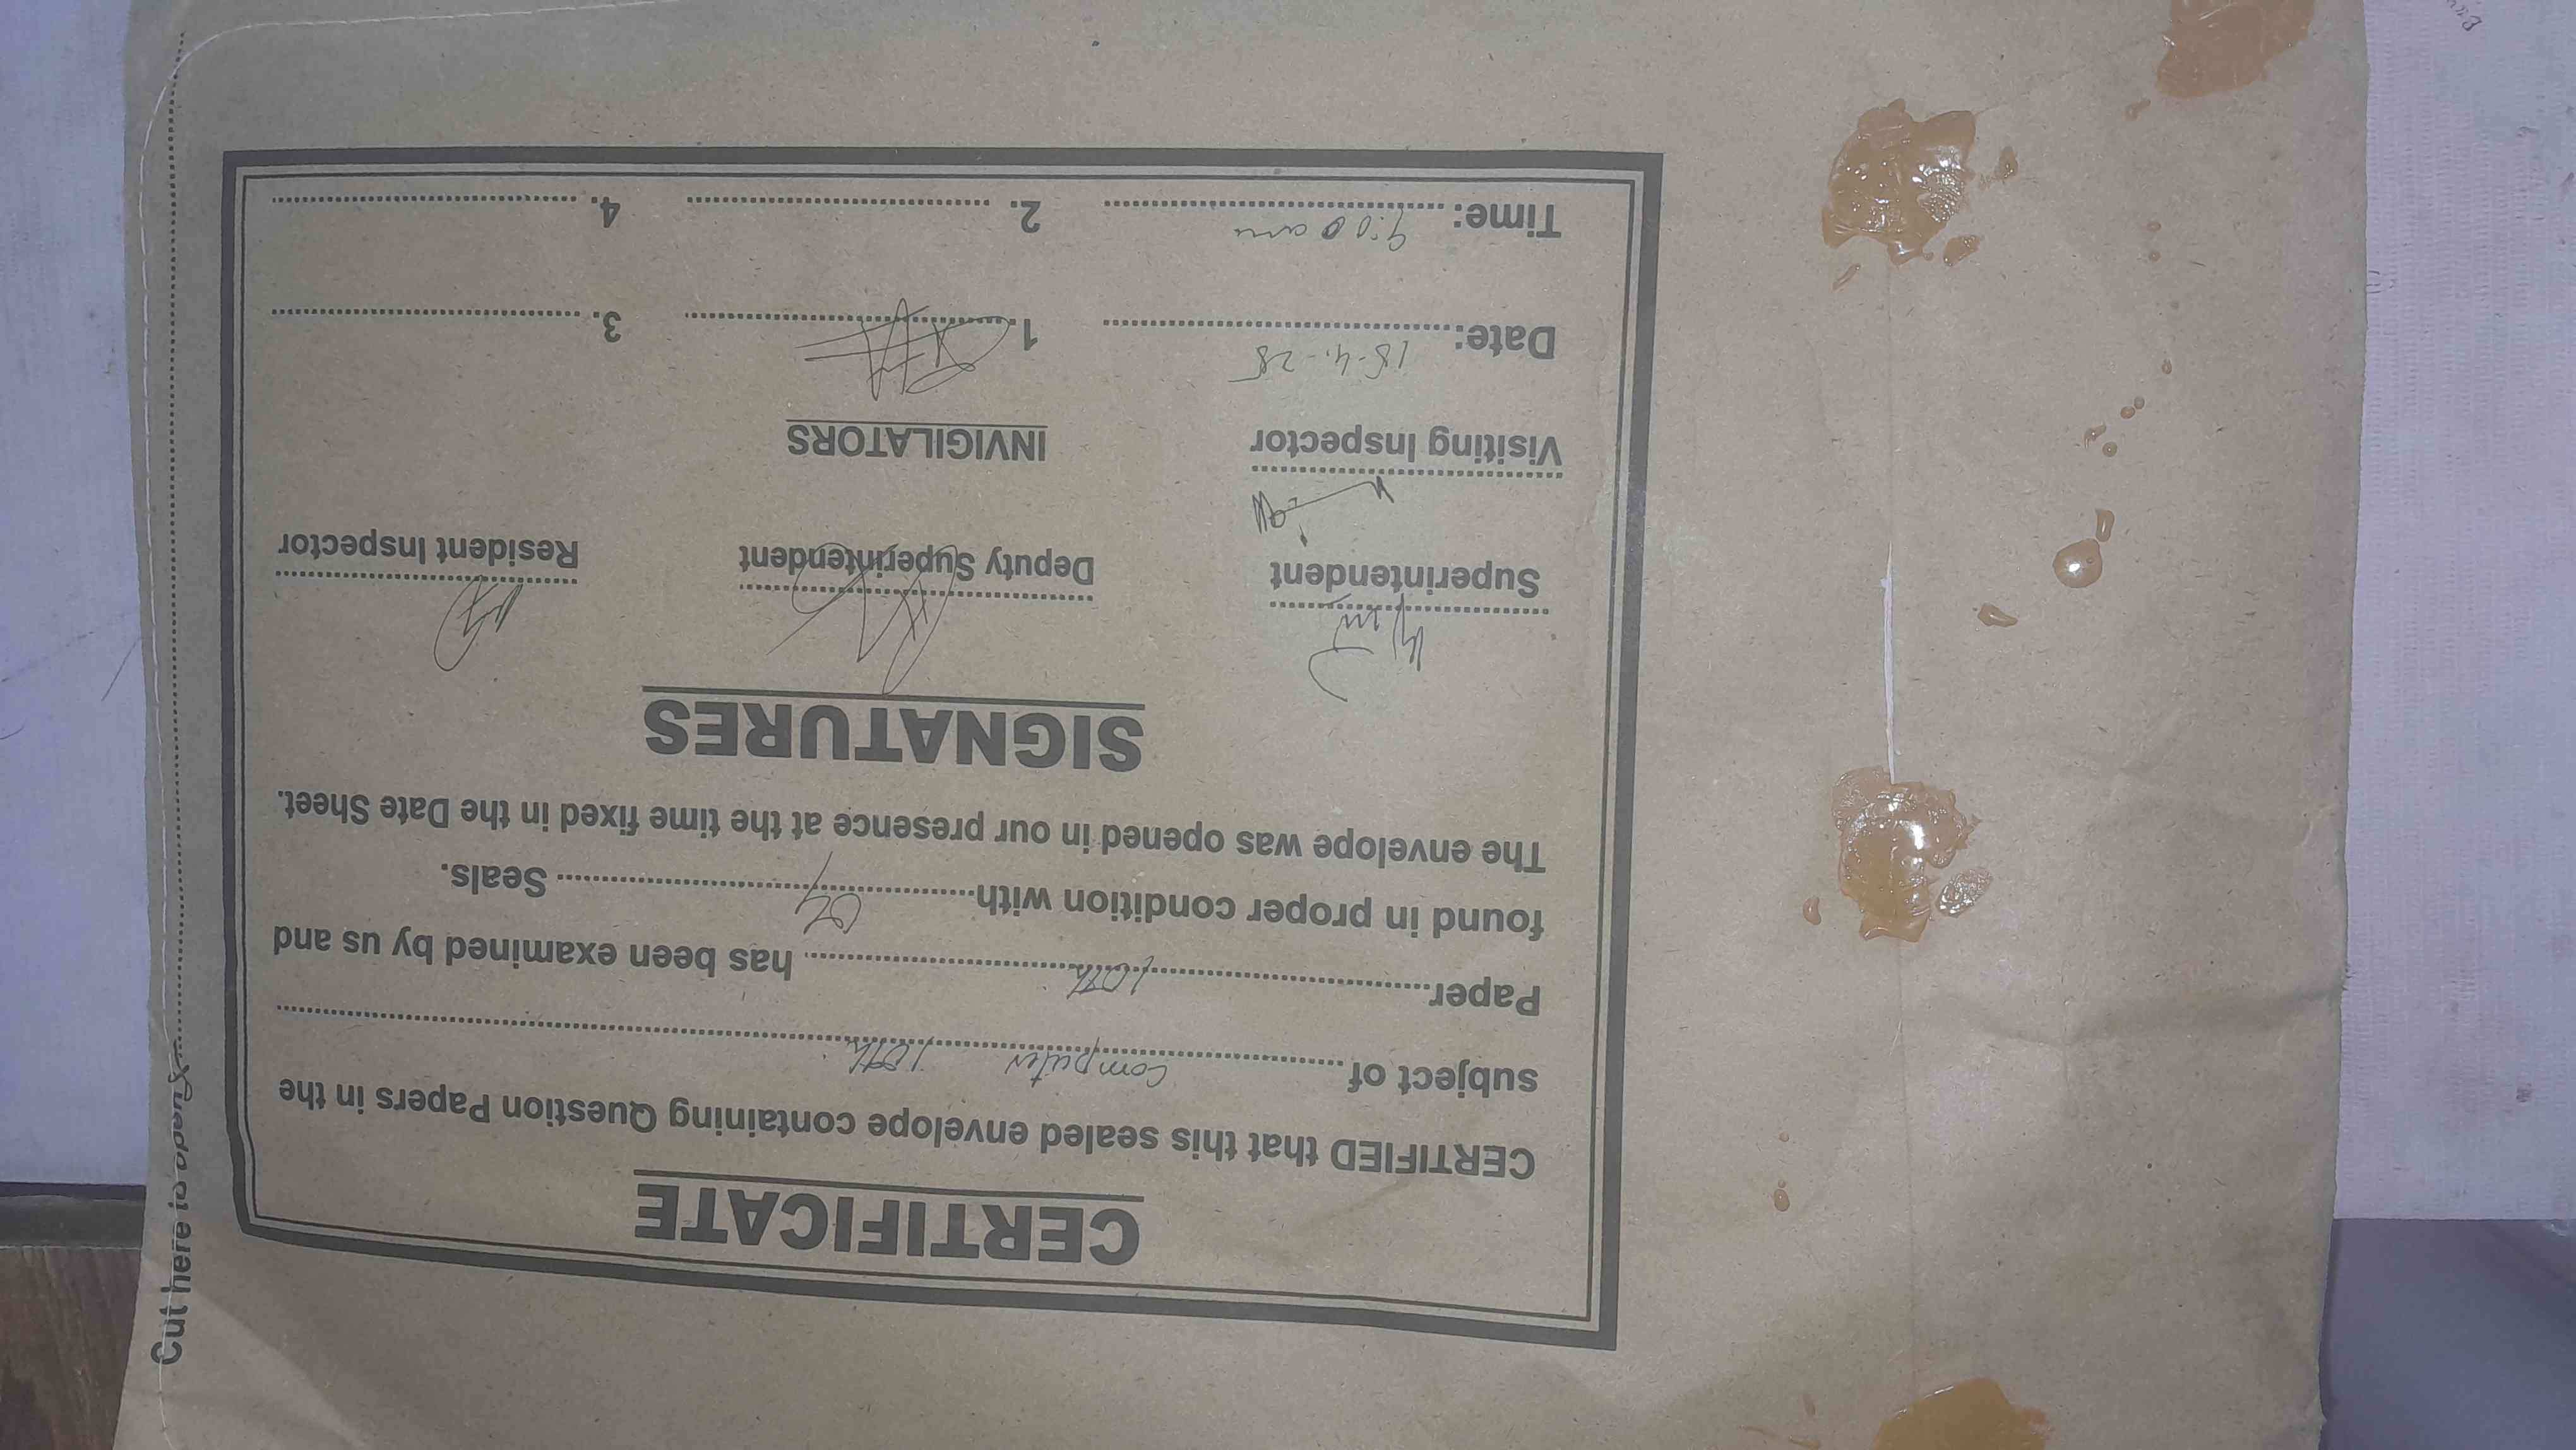 CERTIFICATE
CERTIFIED that this sealed envelope containing Question Papers in the
subject of Computer 10th
Paper 10th has been examined by us and
found in proper condition with 04 Seals.
The envelope was opened in our presence at the time fixed in the Date Sheet.
SIGNATURES
Superintendent Deputy Superintendent Resident Inspector
Visiting Inspector INVIGILATORS
Date: 15-4-25 1. 3.
Time: 9:00 am 2. 4.
Cut here to open